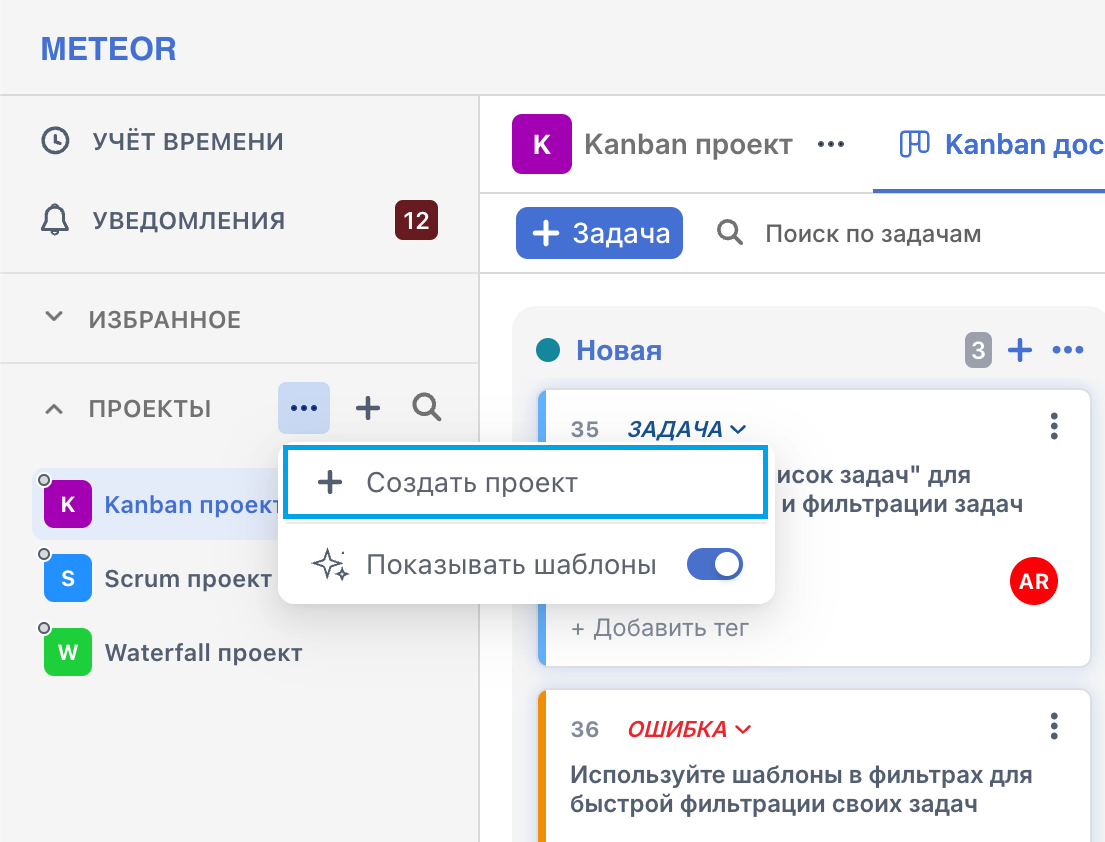 METEOR
УЧЁТ ВРЕМЕНИ
УВЕДОМЛЕНИЯ 12
ИЗБРАННОЕ
ПРОЕКТЫ
K Kanban проект
S Scrum проект
W Waterfall проект
Создать проект
Показывать шаблоны
K Kanban проект
Kanban дос
Задача
Поиск по задачам
Новая 3
35 ЗАДАЧА
исок задач" для
и фильтрации задач
AR
+ Добавить тег
36 ОШИБКА
Используйте шаблоны в фильтрах для
быстрой фильтрации своих задач